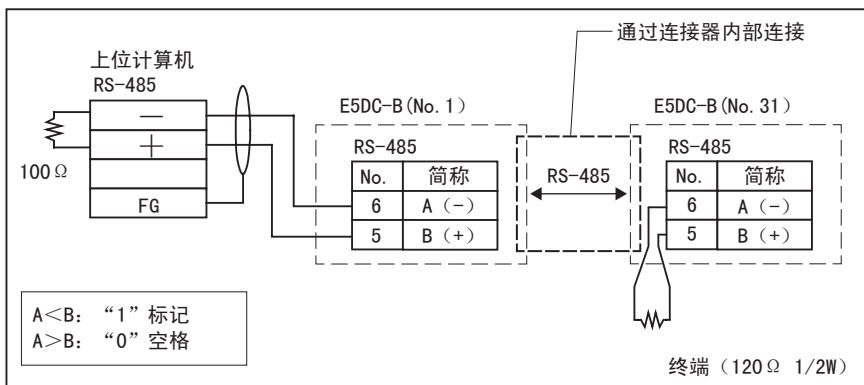 通过连接器内部连接
上位计算机
RS-485
－
＋
100Ω
FG
E5DC-B(No. 1)
RS-485
No. 简称
6 A (-)
5 B (+)
RS-485
E5DC-B(No. 31)
RS-485
No. 简称
6 A (-)
5 B (+)
A＜B: “1”标记
A＞B: “0”空格
终端（120Ω 1/2W）